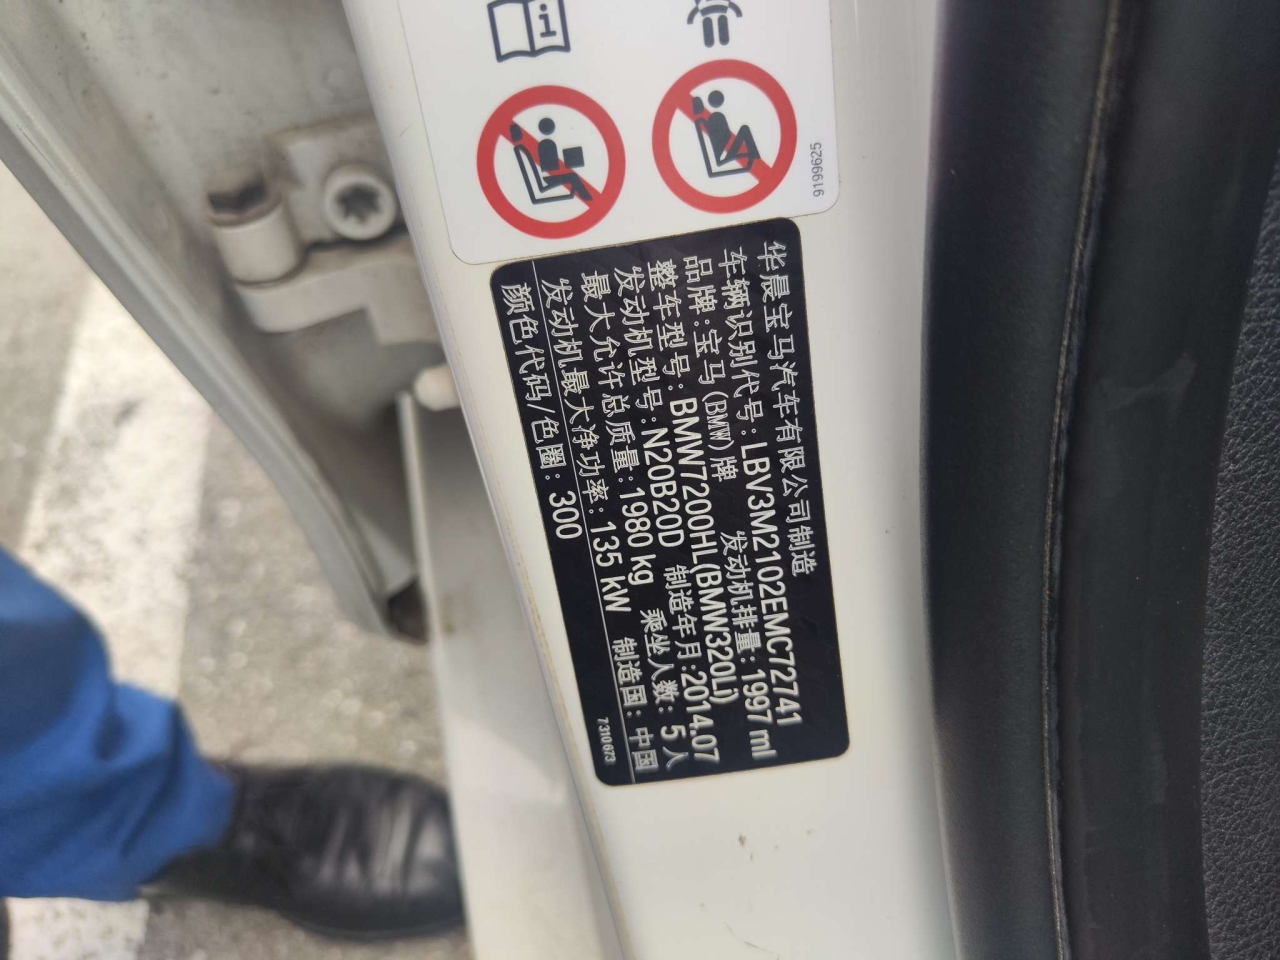 9199625
华晨宝马汽车有限公司制造
车辆识别代号: LBV3M2102EMC72741
品牌: 宝马(BMW)牌 发动机排量: 1997 ml
整车型号: BMW7200HL(BMW320Li)
发动机型号: N20B20D 制造年月: 2014.07
最大允许总质量: 1980 kg 乘坐人数: 5人
发动机最大净功率: 135 kW 制造国: 中国
颜色代码/色圈: 300 7310673